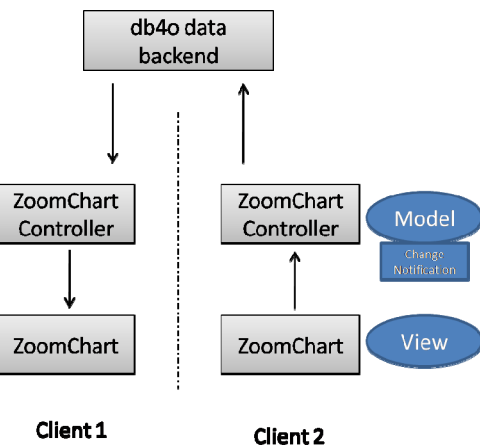 db4o data
backend
ZoomChart
Controller
ZoomChart
Controller
Model
Change
Notification
ZoomChart
ZoomChart
View
Client 1
Client 2